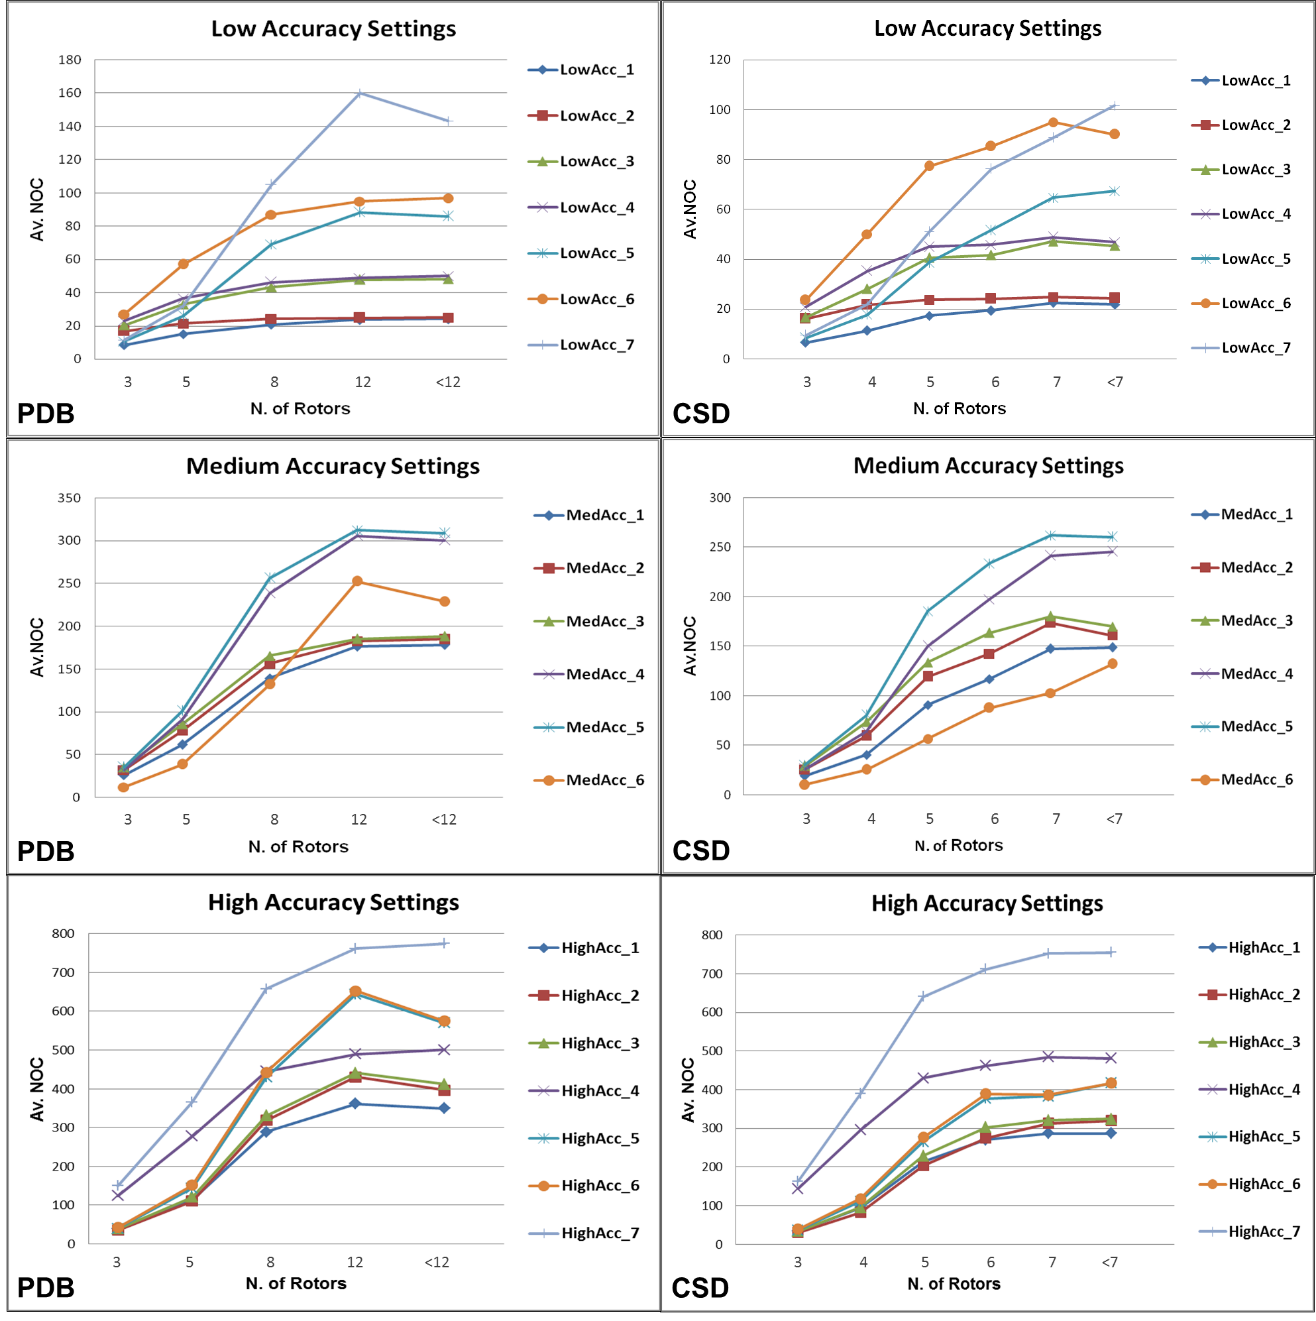 Low Accuracy Settings
180
160
140
120
100
80
60
40
20
0
Av. NOC
3 5 8 12 <12
N. of Rotors
PDB
LowAcc_1
LowAcc_2
LowAcc_3
LowAcc_4
LowAcc_5
LowAcc_6
LowAcc_7
Low Accuracy Settings
120
100
80
60
40
20
0
Av.NOC
3 4 5 6 7 <7
N. of Rotors
CSD
LowAcc_1
LowAcc_2
LowAcc_3
LowAcc_4
LowAcc_5
LowAcc_6
LowAcc_7
Medium Accuracy Settings
350
300
250
200
150
100
50
0
Av.NOC
3 5 8 12 <12
N. of Rotors
PDB
MedAcc_1
MedAcc_2
MedAcc_3
MedAcc_4
MedAcc_5
MedAcc_6
Medium Accuracy Settings
300
250
200
150
100
50
0
Av.NOC
3 4 5 6 7 <7
N. of Rotors
CSD
MedAcc_1
MedAcc_2
MedAcc_3
MedAcc_4
MedAcc_5
MedAcc_6
High Accuracy Settings
800
700
600
500
400
300
200
100
0
Av. NOC
3 5 8 12 <12
N. of Rotors
PDB
HighAcc_1
HighAcc_2
HighAcc_3
HighAcc_4
HighAcc_5
HighAcc_6
HighAcc_7
High Accuracy Settings
800
700
600
500
400
300
200
100
0
Av. NOC
3 4 5 6 7 <7
N. of Rotors
CSD
HighAcc_1
HighAcc_2
HighAcc_3
HighAcc_4
HighAcc_5
HighAcc_6
HighAcc_7